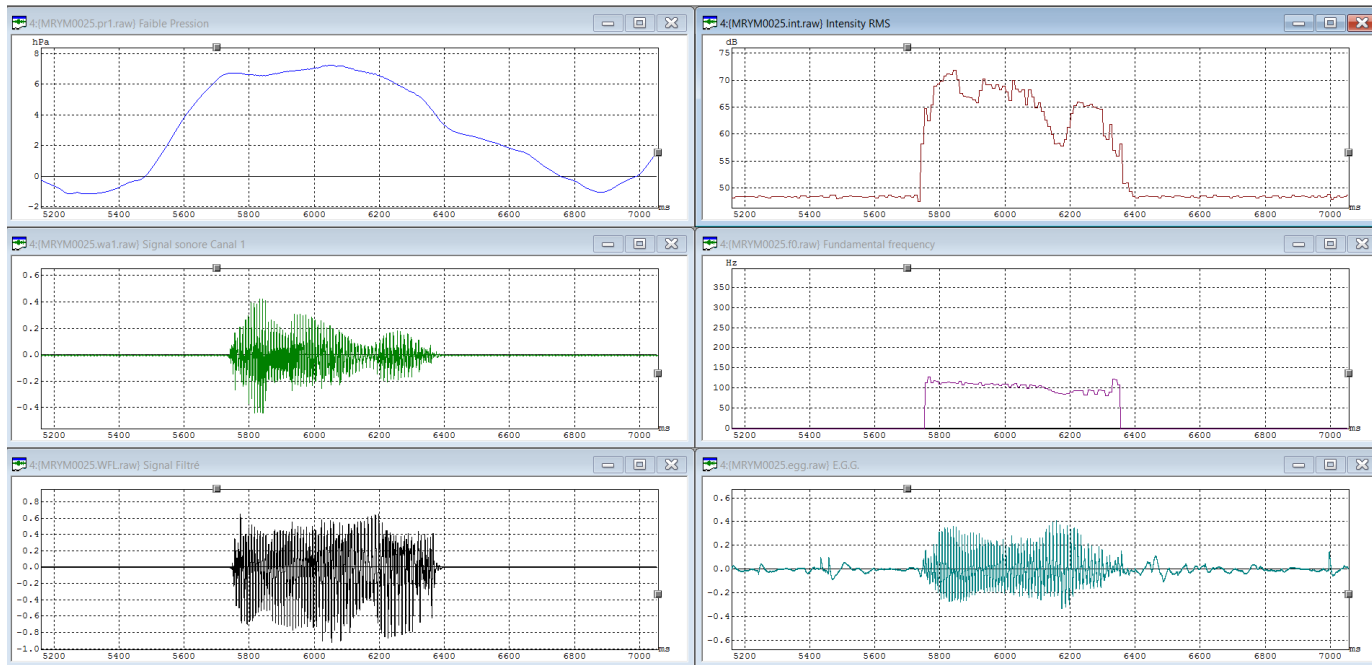 4:{MRYM0025.pr1.raw} Faible Pression
hPa
8
6
4
2
0
-2
5200 5400 5600 5800 6000 6200 6400 6600 6800 7000 ms
4:{MRYM0025.int.raw} Intensity RMS
dB
75
70
65
60
55
50
5200 5400 5600 5800 6000 6200 6400 6600 6800 7000 ms
4:{MRYM0025.wa1.raw} Signal sonore Canal 1
0.6
0.4
0.2
0.0
-0.2
-0.4
5200 5400 5600 5800 6000 6200 6400 6600 6800 7000 ms
4:{MRYM0025.f0.raw} Fundamental frequency
Hz
350
300
250
200
150
100
50
0
5200 5400 5600 5800 6000 6200 6400 6600 6800 7000 ms
4:{MRYM0025.WFL.raw} Signal Filtré
0.8
0.6
0.4
0.2
0.0
-0.2
-0.4
-0.6
-0.8
-1.0
5200 5400 5600 5800 6000 6200 6400 6600 6800 7000 ms
4:{MRYM0025.egg.raw} E.G.G.
0.6
0.4
0.2
0.0
-0.2
-0.4
-0.6
5200 5400 5600 5800 6000 6200 6400 6600 6800 7000 ms